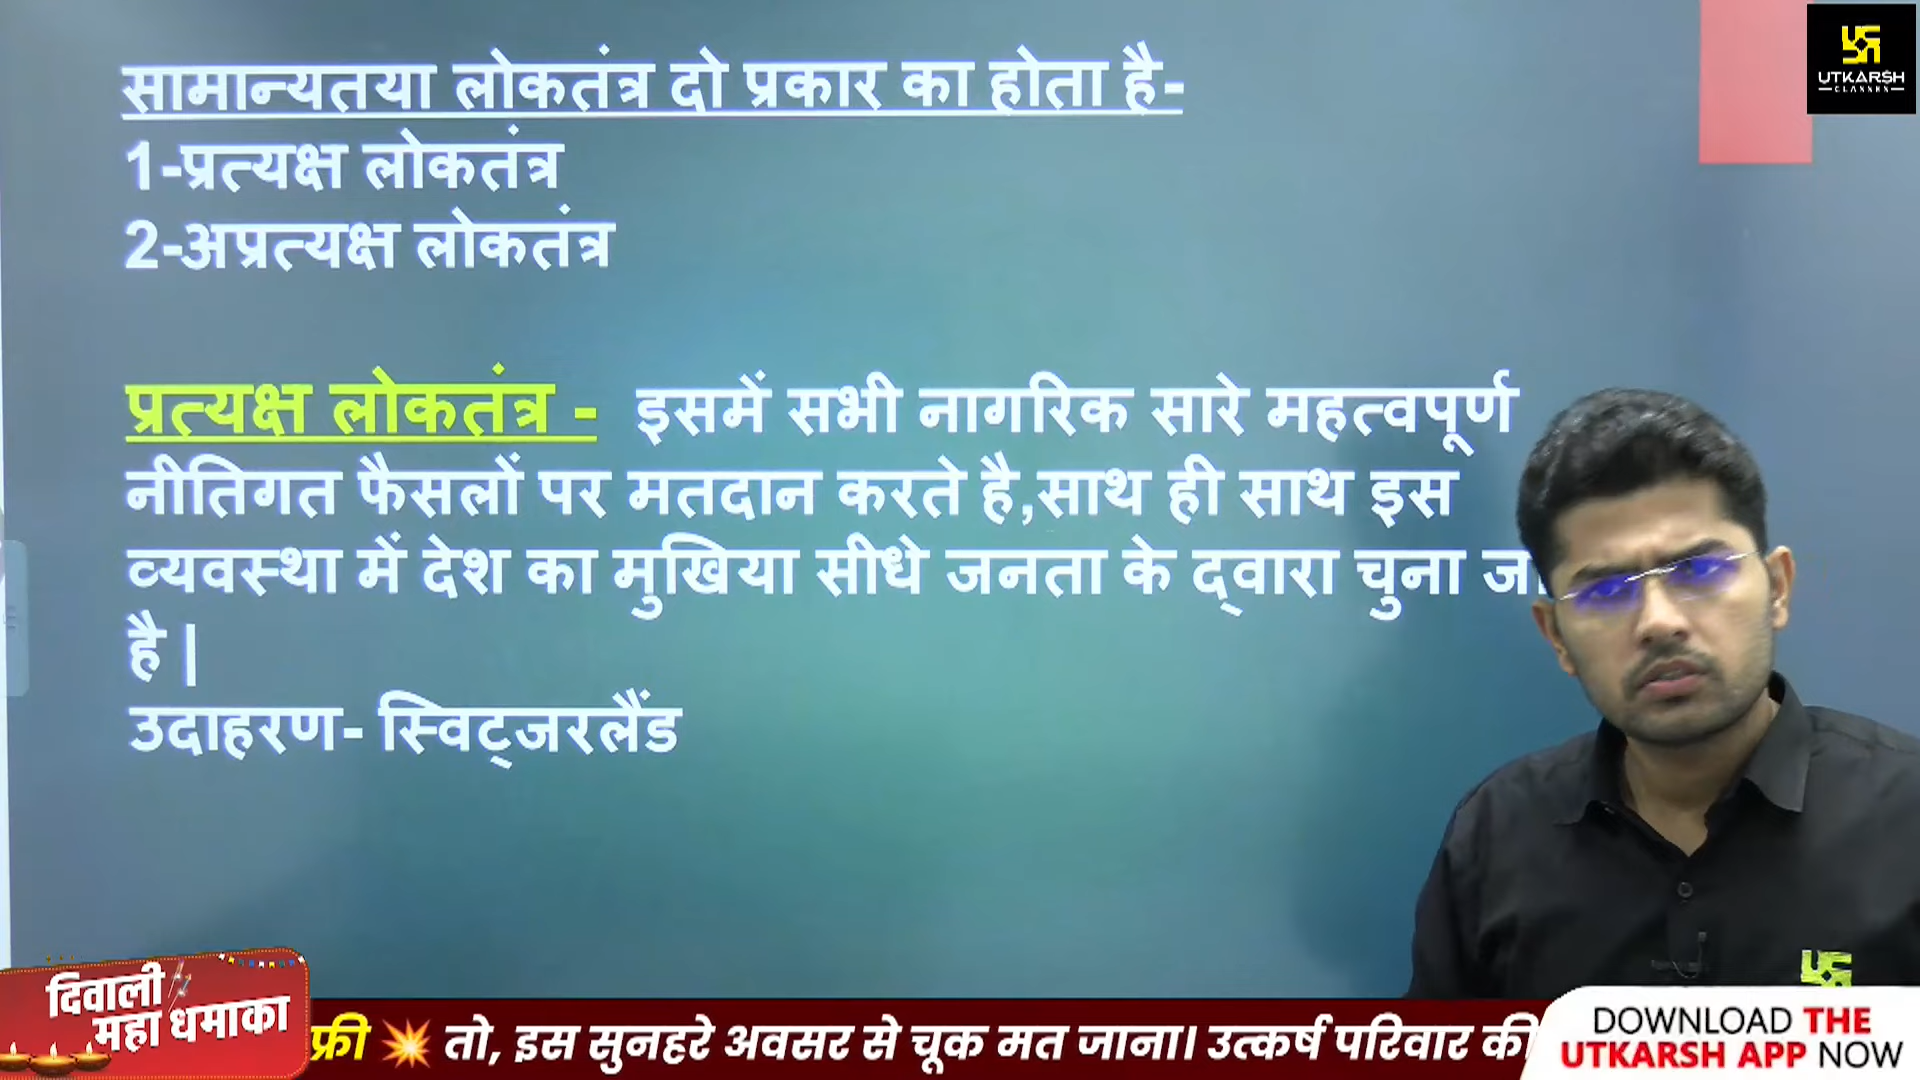 सामान्यतया लोकतंत्र दो प्रकार का होता है-
1-प्रत्यक्ष लोकतंत्र
2-अप्रत्यक्ष लोकतंत्र
प्रत्यक्ष लोकतंत्र - इसमें सभी नागरिक सारे महत्वपूर्ण
नीतिगत फैसलों पर मतदान करते है,साथ ही साथ इस
व्यवस्था में देश का मुखिया सीधे जनता के द्वारा चुना
है |
उदाहरण- स्विट्जरलैंड
UTKARSH
CLASSES
दिवाली
महा धमाका
फ्री 💥 तो, इस सुनहरे अवसर से चूक मत जाना। उत्कर्ष परिवार की
DOWNLOAD THE
UTKARSH APP NOW